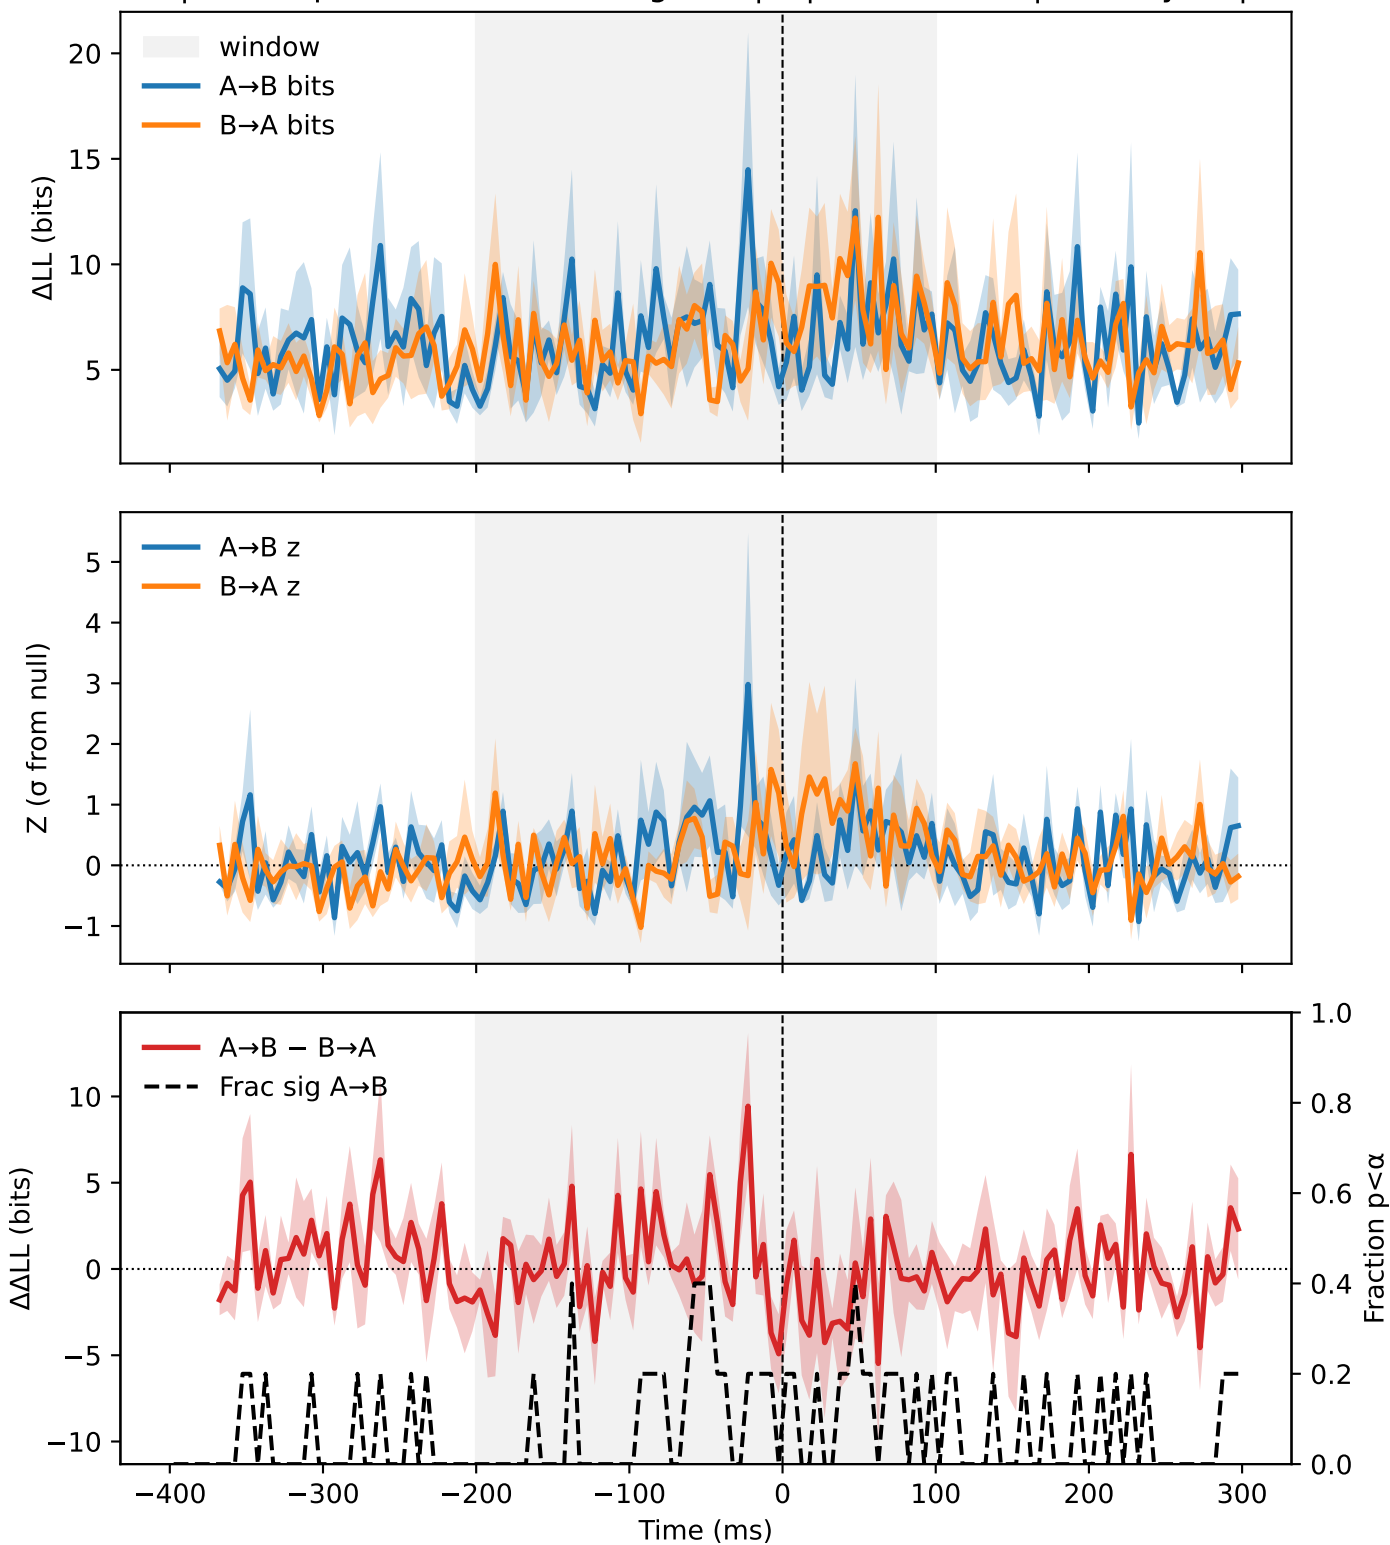 20
15
10
5
ΔLL (bits)
window
A→B bits
B→A bits
5
4
3
2
1
0
−1
Z (σ from null)
A→B z
B→A z
10
5
0
−5
−10
ΔΔLL (bits)
A→B − B→A
Frac sig A→B
1.0
0.8
0.6
0.4
0.2
0.0
Fraction p<α
−400 −300 −200 −100 0 100 200 300
Time (ms)